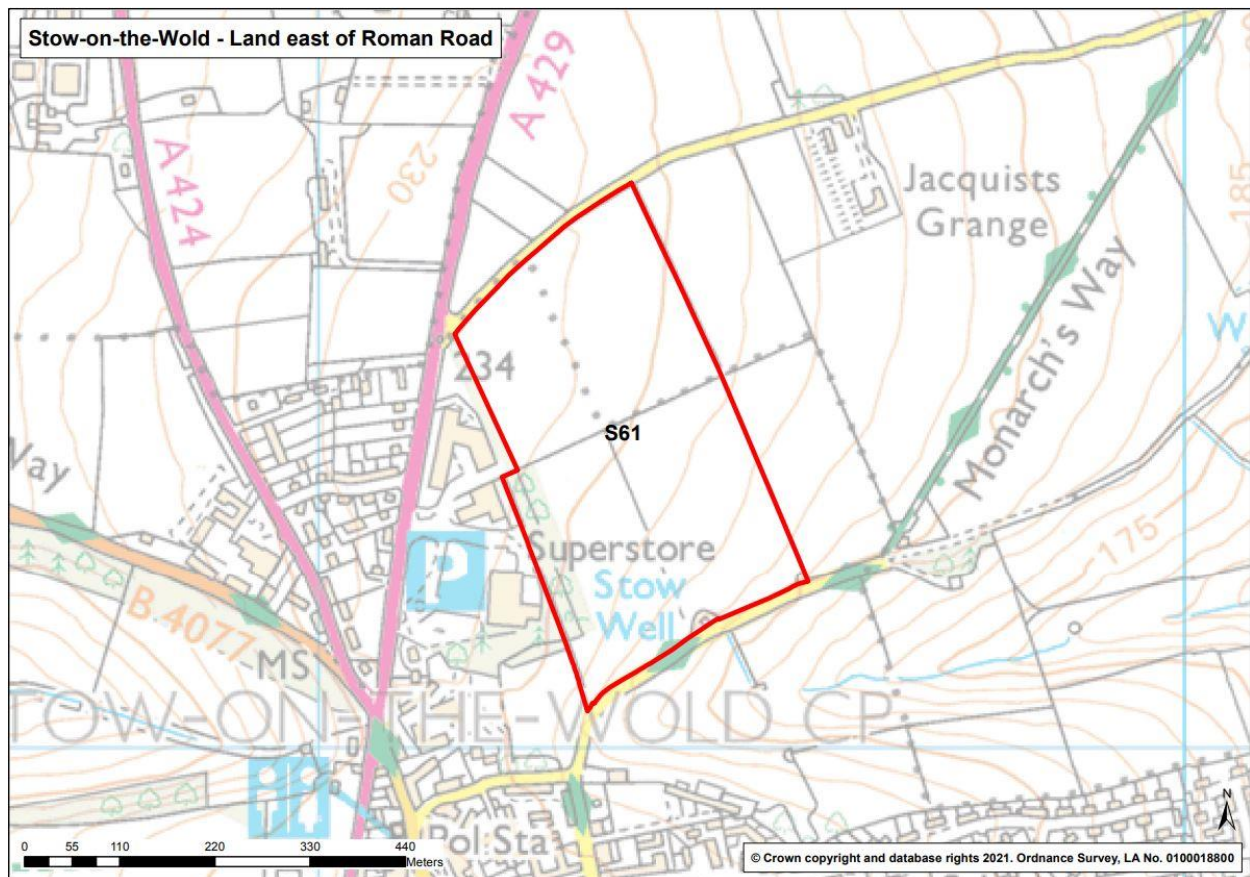 Stow-on-the-Wold - Land east of Roman Road
A 429
A 424
230
Jacquists
Grange
185
Monarch's Way
W
234
S61
Way
Superstore
Stow
Well
P
175
B 4077
MS
TOW-ON-THE-WOLD CP
Pol Sta
N
0 55 110 220 330 440
Meters
© Crown copyright and database rights 2021. Ordnance Survey, LA No. 0100018800